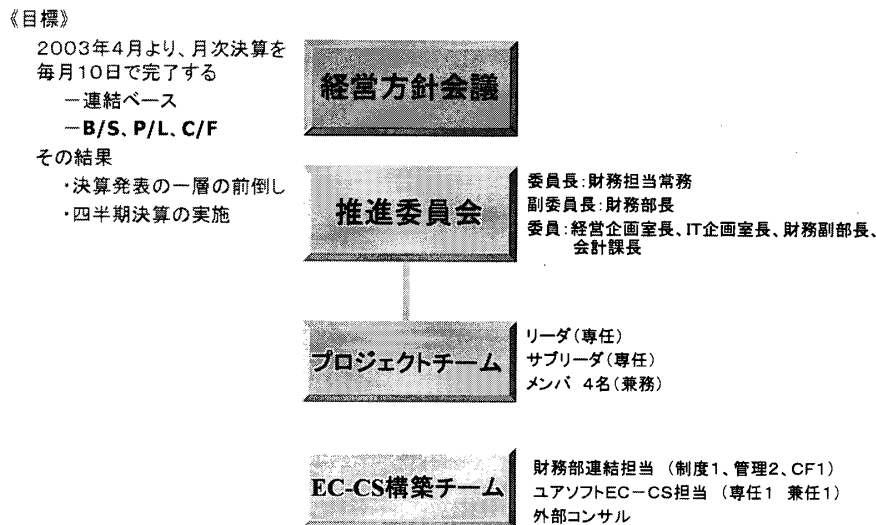 《目標》
2003年4月より、月次決算を
毎月10日で完了する
－連結ベース
－B/S、P/L、C/F
その結果
・決算発表の一層の前倒し
・四半期決算の実施
経営方針会議
推進委員会
委員長:財務担当常務
副委員長:財務部長
委員:経営企画室長、IT企画室長、財務副部長、
会計課長
プロジェクトチーム
リーダ(専任)
サブリーダ(専任)
メンバ 4名(兼務)
EC-CS構築チーム
財務部連結担当 (制度1、管理2、CF1)
ユアソフトEC－CS担当 (専任1 兼任1)
外部コンサル